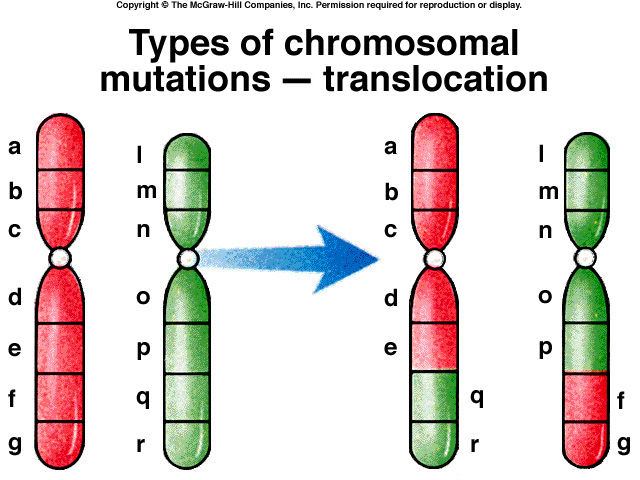 Copyright © The McGraw-Hill Companies, Inc. Permission required for reproduction or display.
Types of chromosomal
mutations — translocation
a
b
c
d
e
f
g
l
m
n
o
p
q
r
a
b
c
d
e
q
r
l
m
n
o
p
f
g